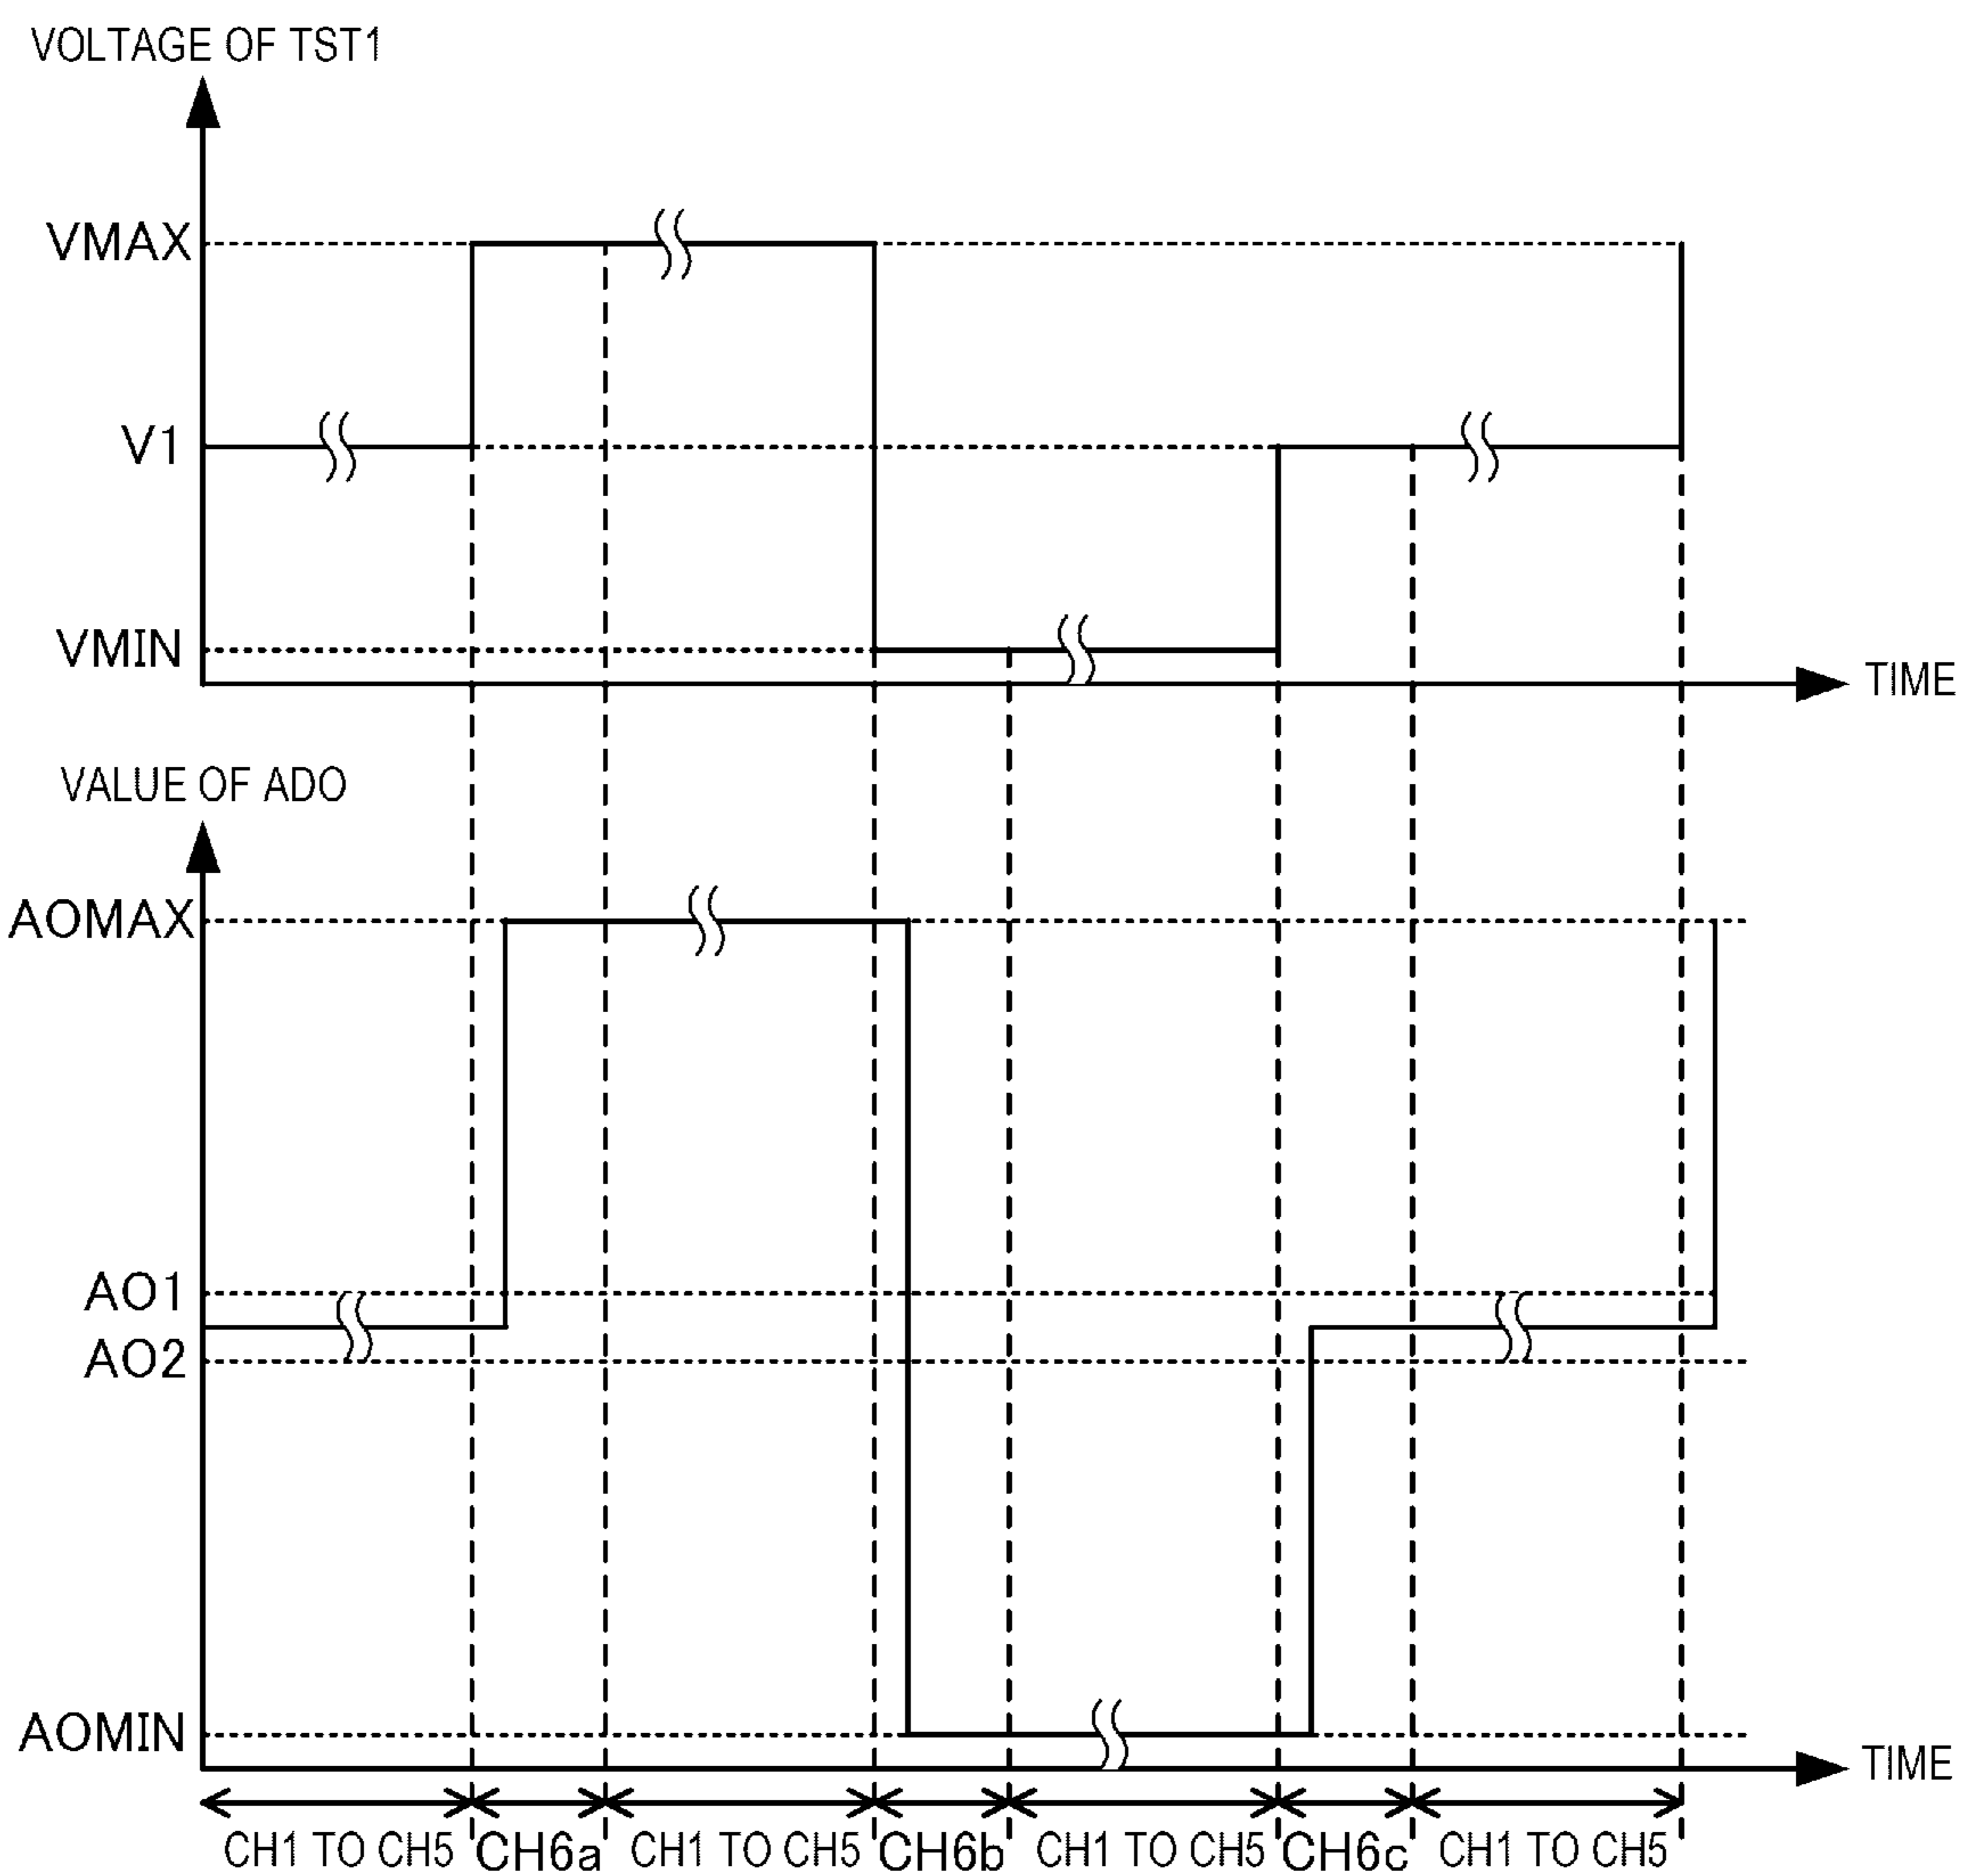 VOLTAGE OF TST1
VMAX
V1
VMIN
TIME
VALUE OF ADO
AOMAX
AO1
AO2
AOMIN
TIME
CH1 TO CH5 CH6a CH1 TO CH5 CH6b CH1 TO CH5 CH6c CH1 TO CH5